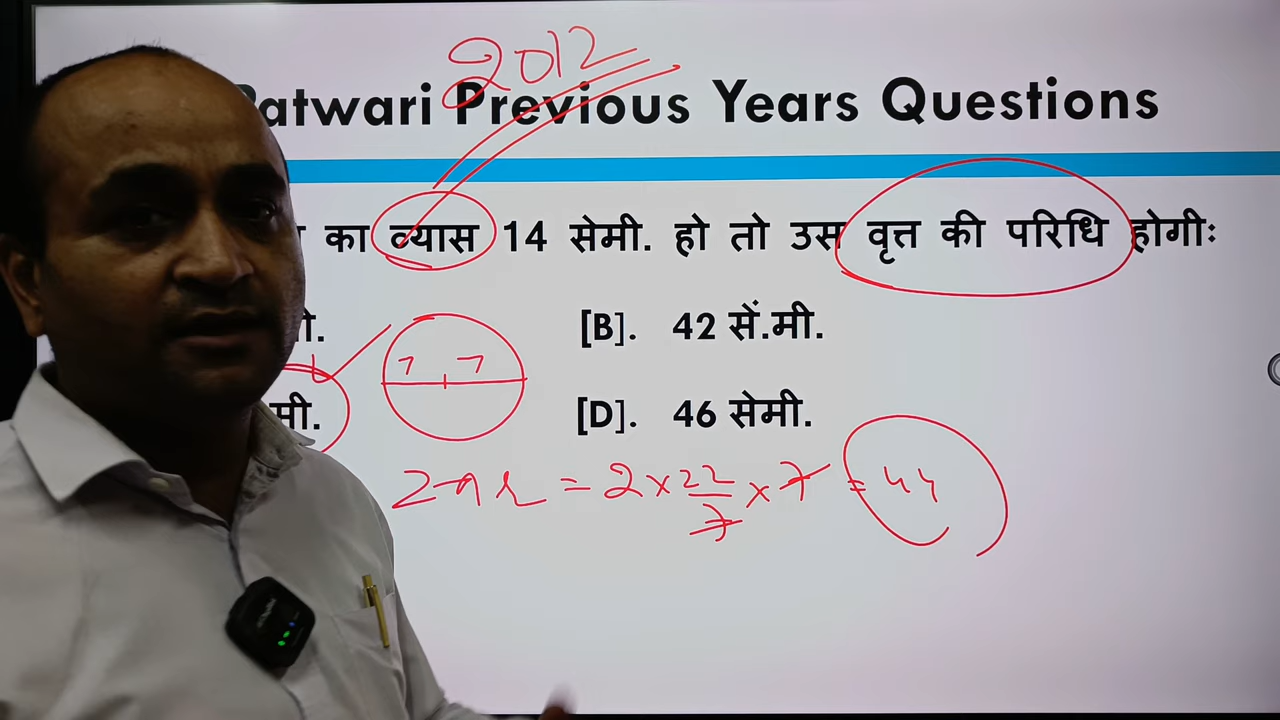 2012
Patwari Previous Years Questions
का व्यास 14 सेमी. हो तो उस वृत्त की परिधि होगीः
[B]. 42 सें.मी.
7 7
मी.
[D]. 46 सेमी.
2πr = 2 × 22/7 × 7 = 44